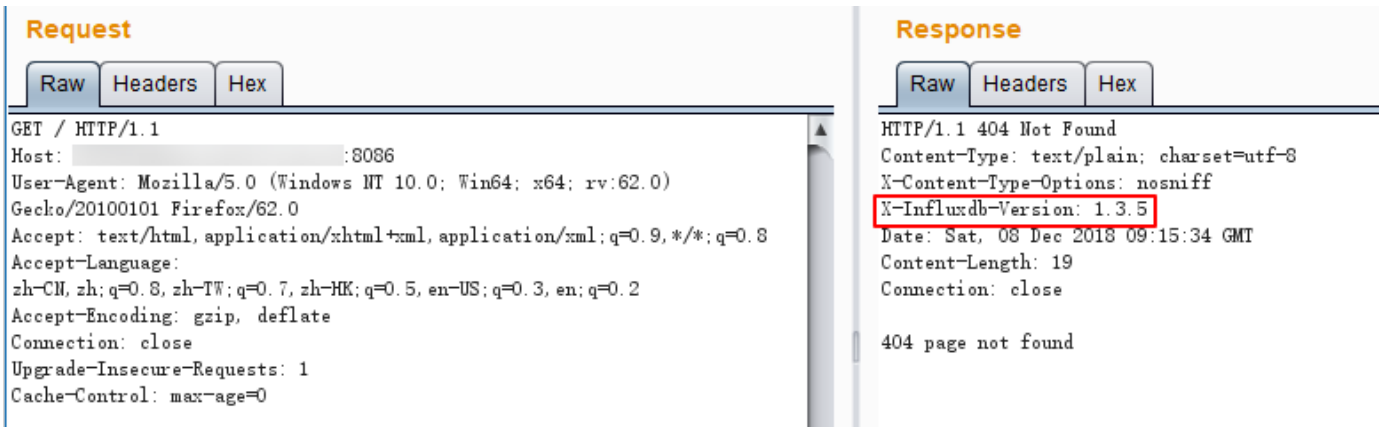 Request
Raw Headers Hex
GET / HTTP/1.1
Host: :8086
User-Agent: Mozilla/5.0 (Windows NT 10.0; Win64; x64; rv:62.0)
Gecko/20100101 Firefox/62.0
Accept: text/html,application/xhtml+xml,application/xml;q=0.9,*/*;q=0.8
Accept-Language:
zh-CN,zh;q=0.8,zh-TW;q=0.7,zh-HK;q=0.5,en-US;q=0.3,en;q=0.2
Accept-Encoding: gzip, deflate
Connection: close
Upgrade-Insecure-Requests: 1
Cache-Control: max-age=0
Response
Raw Headers Hex
HTTP/1.1 404 Not Found
Content-Type: text/plain; charset=utf-8
X-Content-Type-Options: nosniff
X-Influxdb-Version: 1.3.5
Date: Sat, 08 Dec 2018 09:15:34 GMT
Content-Length: 19
Connection: close
404 page not found